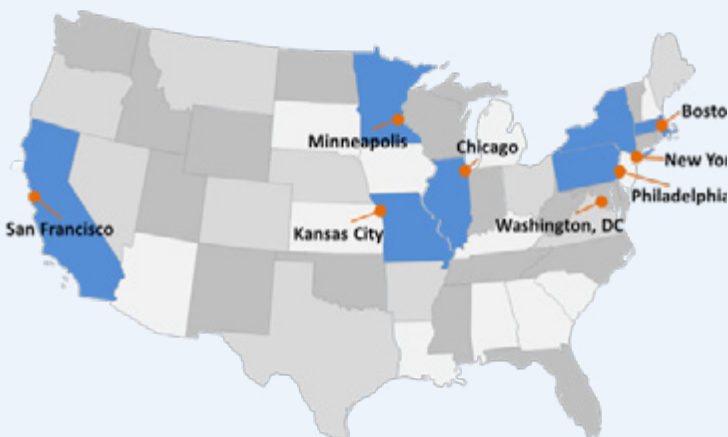 Minneapolis
Chicago
Bosto
New Yor
Philadelphia
Washington, DC
Kansas City
San Francisco